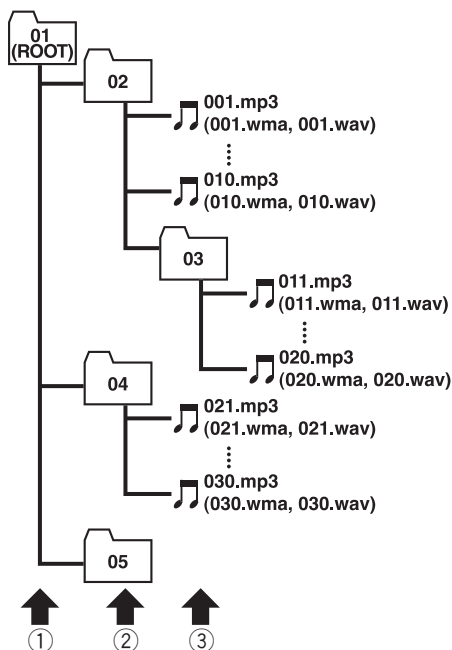 01
(ROOT)
02
001.mp3
(001.wma, 001.wav)
010.mp3
(010.wma, 010.wav)
03
011.mp3
(011.wma, 011.wav)
020.mp3
(020.wma, 020.wav)
04
021.mp3
(021.wma, 021.wav)
030.mp3
(030.wma, 030.wav)
05
① ② ③